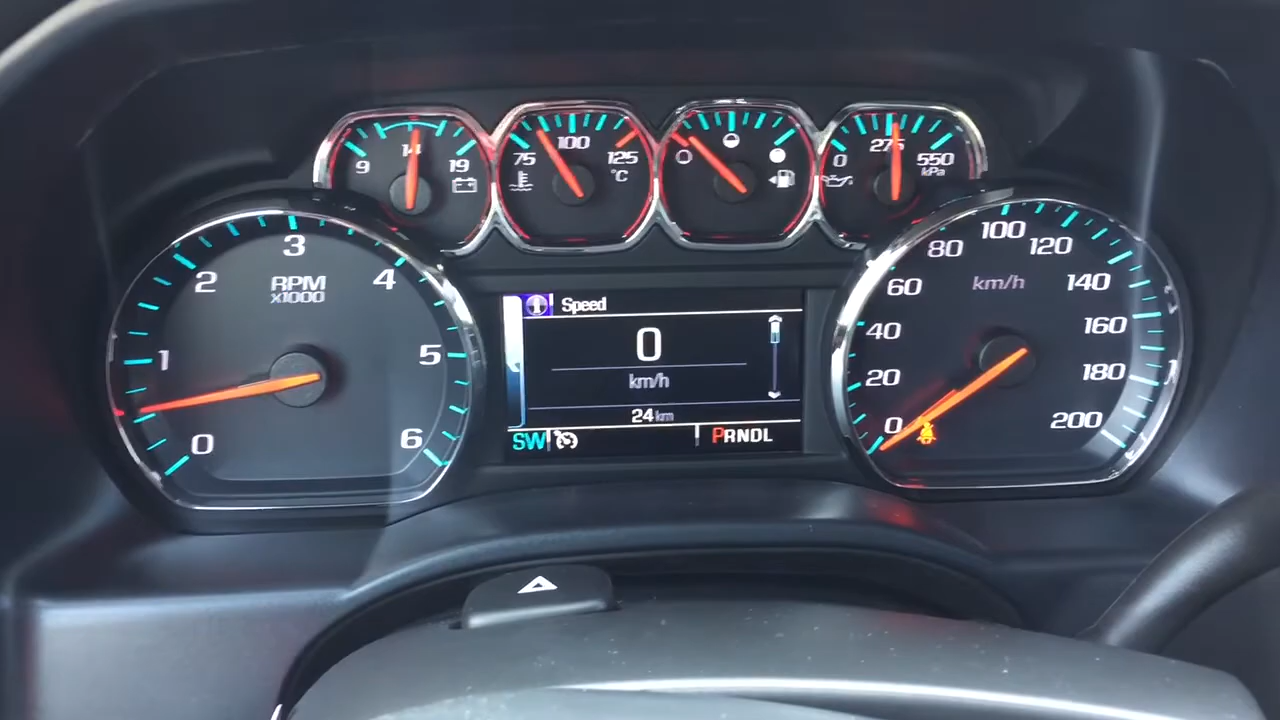 9 14 19
75 100 125
°C
0 275 550
kPa
0 1 2 3 4 5 6
RPM
x1000
Speed
0
km/h
24 km
SW
PRNDL
0 20 40 60 80 100 120 140 160 180 200
km/h